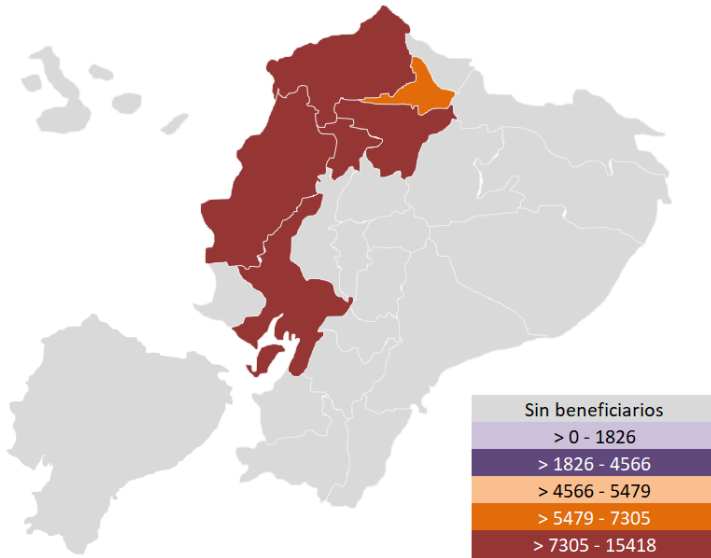 Sin beneficiarios
> 0 - 1826
> 1826 - 4566
> 4566 - 5479
> 5479 - 7305
> 7305 - 15418